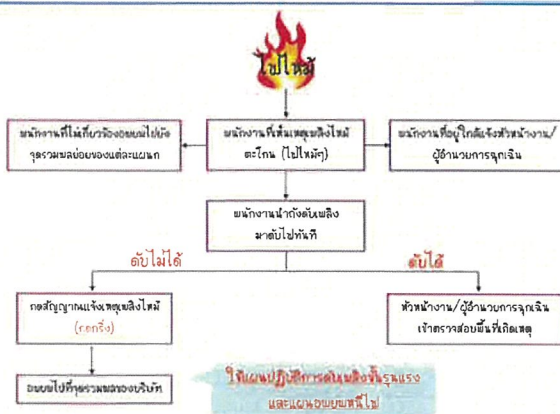 ไฟไหม้
พนักงานที่ไม่เกี่ยวข้องอพยพไปยัง
จุดรวมพลย่อยของแต่ละแผนก
พนักงานที่เห็นเหตุเพลิงไหม้
ตะโกน (ไฟไหม้ๆ)
พนักงานที่อยู่ใกล้แจ้งหัวหน้างาน/
ผู้อำนวยการฉุกเฉิน
พนักงานนำถังดับเพลิง
มาดับไฟทันที
ดับไม่ได้
ดับได้
กดสัญญาณแจ้งเหตุเพลิงไหม้
(กดกริ่ง)
หัวหน้างาน/ผู้อำนวยการฉุกเฉิน
เข้าตรวจสอบพื้นที่เกิดเหตุ
อพยพไปที่จุดรวมพลของบริษัท
ใช้แผนปฏิบัติการดับเพลิงขั้นรุนแรง
และแผนอพยพหนีไฟ